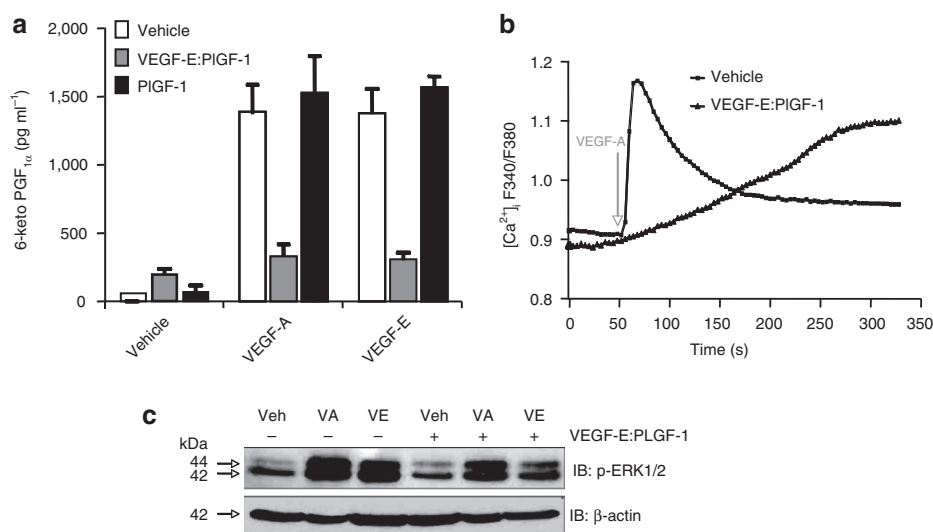 a
2,000
1,500
1,000
500
0
6-keto PGF1α (pg ml−1)
Vehicle
VEGF-E:PlGF-1
PlGF-1
Vehicle
VEGF-A
VEGF-E
b
1.2
1.1
1.0
0.9
0.8
[Ca2+]i F340/F380
Vehicle
VEGF-E:PlGF-1
VEGF-A
0 50 100 150 200 250 300 350
Time (s)
c
Veh VA VE Veh VA VE
− − − + + + VEGF-E:PLGF-1
kDa
44
42
IB: p-ERK1/2
42
IB: β-actin